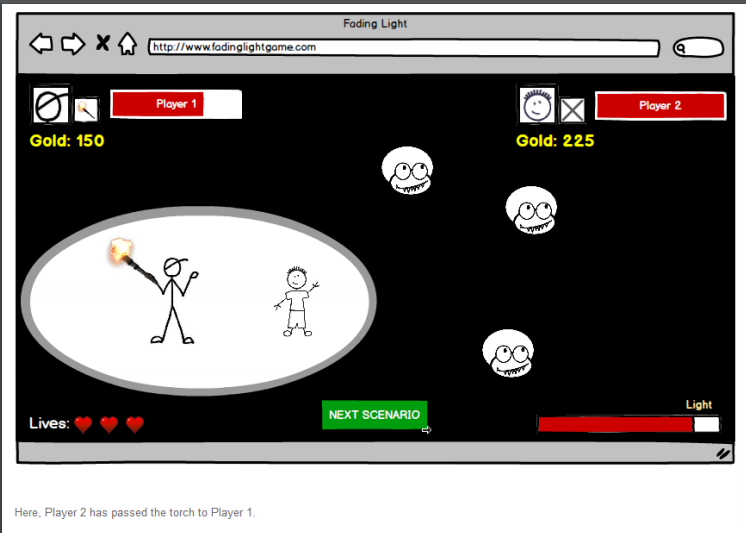 Fading Light
http://www.fadinglightgame.com
Player 1
Player 2
Gold: 150
Gold: 225
NEXT SCENARIO
Light
Lives:
Here, Player 2 has passed the torch to Player 1.